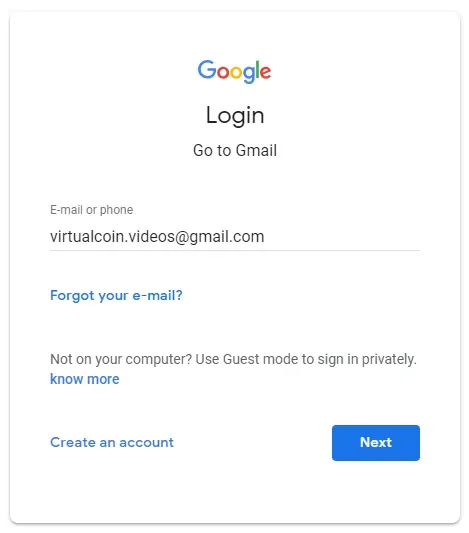 Google
Login
Go to Gmail
E-mail or phone
virtualcoin.videos@gmail.com
Forgot your e-mail?
Not on your computer? Use Guest mode to sign in privately.
know more
Create an account
Next